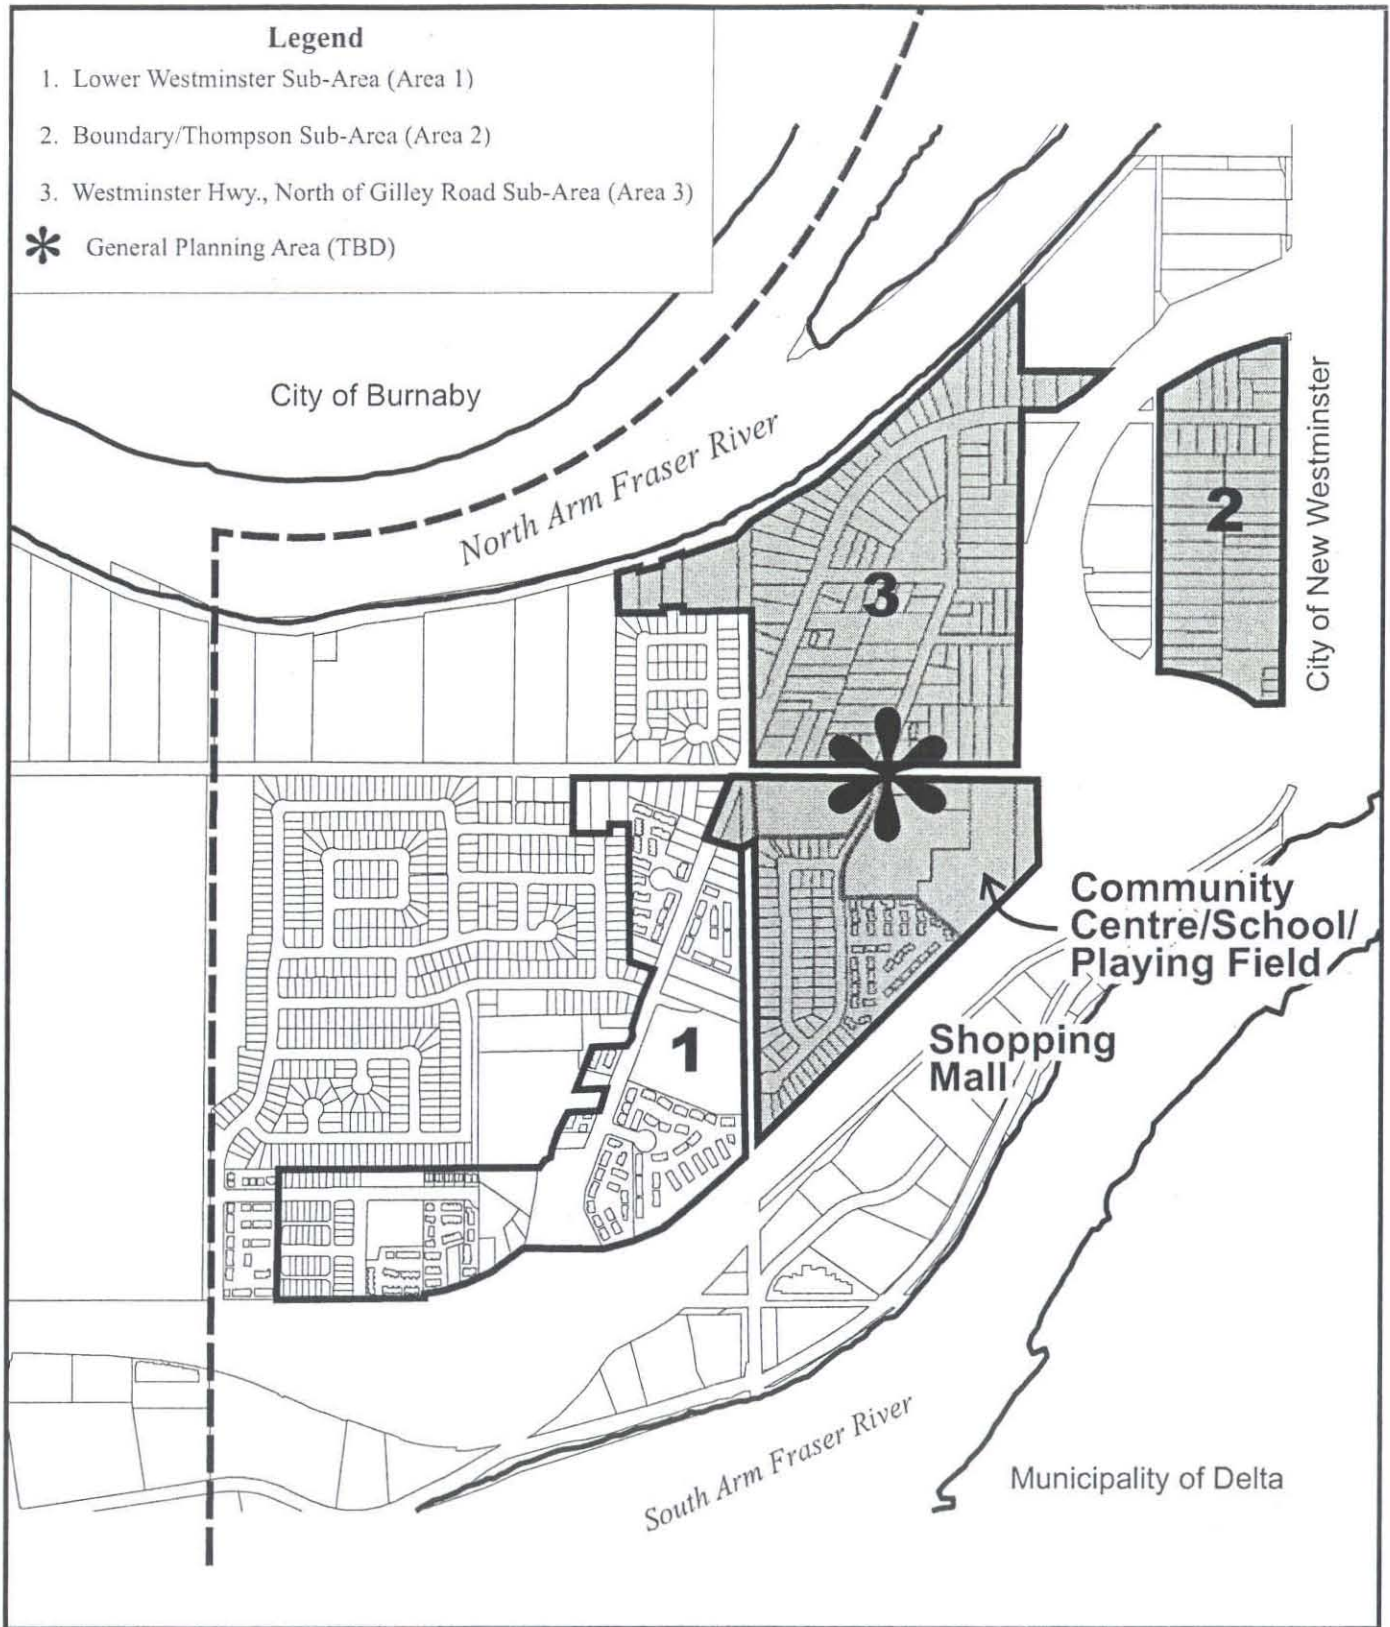 Legend
1. Lower Westminster Sub-Area (Area 1)
2. Boundary/Thompson Sub-Area (Area 2)
3. Westminster Hwy., North of Gilley Road Sub-Area (Area 3)
* General Planning Area (TBD)
City of Burnaby
North Arm Fraser River
City of New Westminster
2
3
Community
Centre/School/
Playing Field
1
Shopping
Mall
South Arm Fraser River
Municipality of Delta